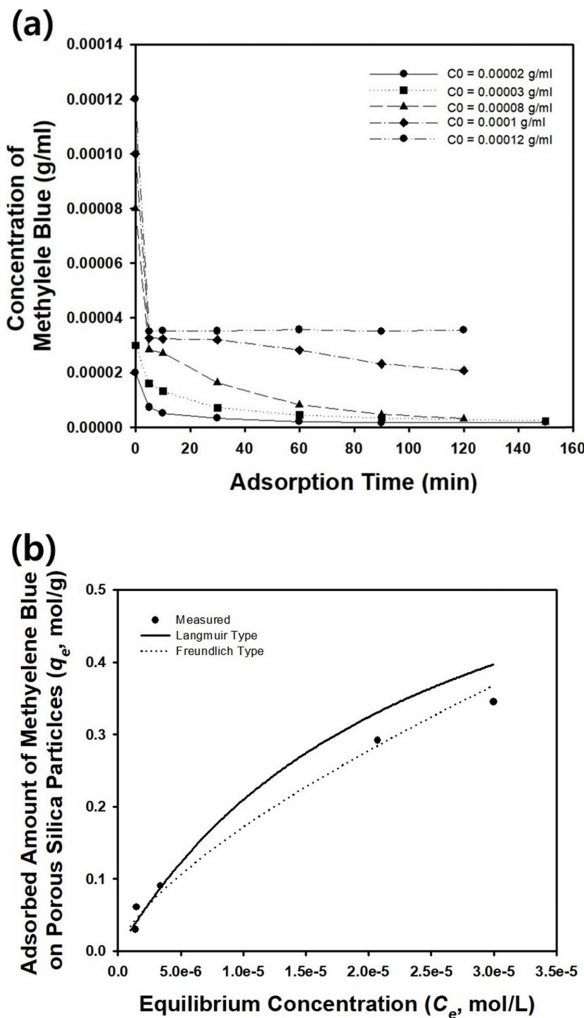 (a)
0.00014
0.00012
0.00010
0.00008
0.00006
0.00004
0.00002
0.00000
Concentration of
Methylele Blue (g/ml)
C0 = 0.00002 g/ml
C0 = 0.00003 g/ml
C0 = 0.00008 g/ml
C0 = 0.0001 g/ml
C0 = 0.00012 g/ml
0 20 40 60 80 100 120 140 160
Adsorption Time (min)
(b)
Adsorbed Amount of Methyelene Blue
on Porous Silica Particlces (qe, mol/g)
0.5
0.4
0.3
0.2
0.1
0.0
Measured
Langmuir Type
Freundlich Type
0.0 5.0e-6 1.0e-5 1.5e-5 2.0e-5 2.5e-5 3.0e-5 3.5e-5
Equilibrium Concentration (Ce, mol/L)